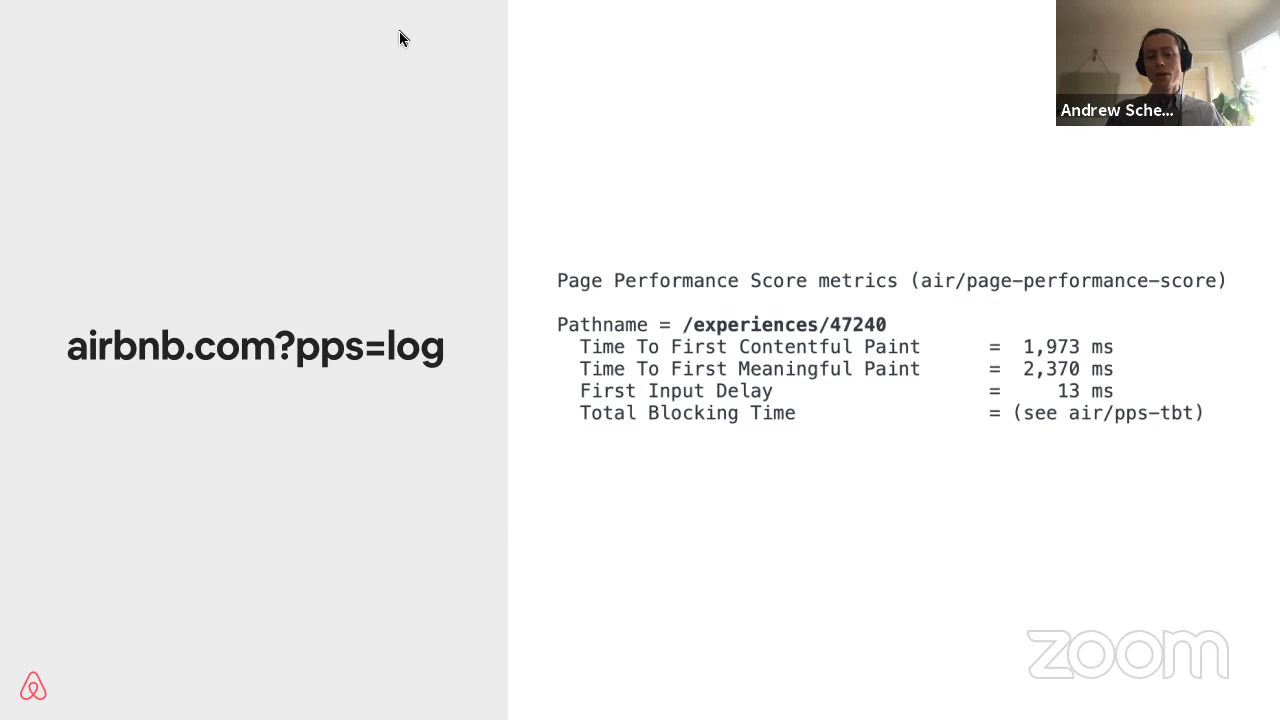 airbnb.com?pps=log
Page Performance Score metrics (air/page-performance-score)
Pathname = /experiences/47240
Time To First Contentful Paint = 1,973 ms
Time To First Meaningful Paint = 2,370 ms
First Input Delay = 13 ms
Total Blocking Time = (see air/pps-tbt)
Andrew Sche...
zoom